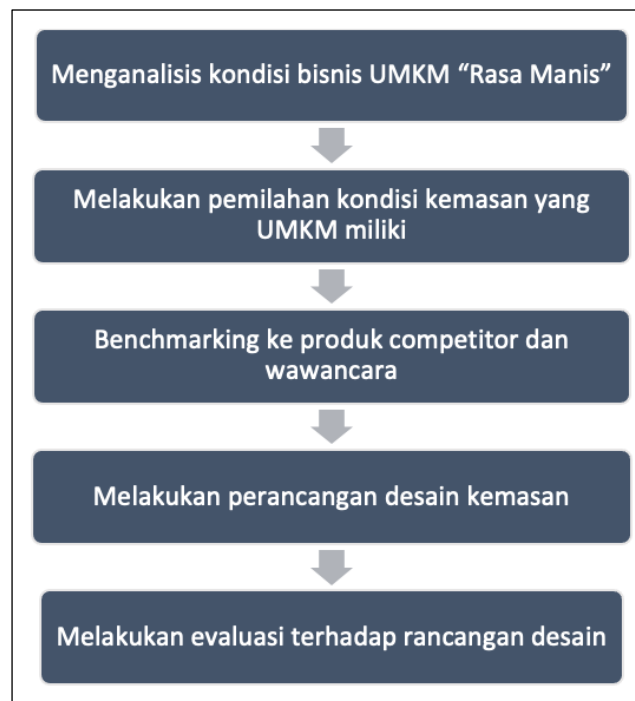 Menganalisis kondisi bisnis UMKM “Rasa Manis”
Melakukan pemilahan kondisi kemasan yang
UMKM miliki
Benchmarking ke produk competitor dan
wawancara
Melakukan perancangan desain kemasan
Melakukan evaluasi terhadap rancangan desain